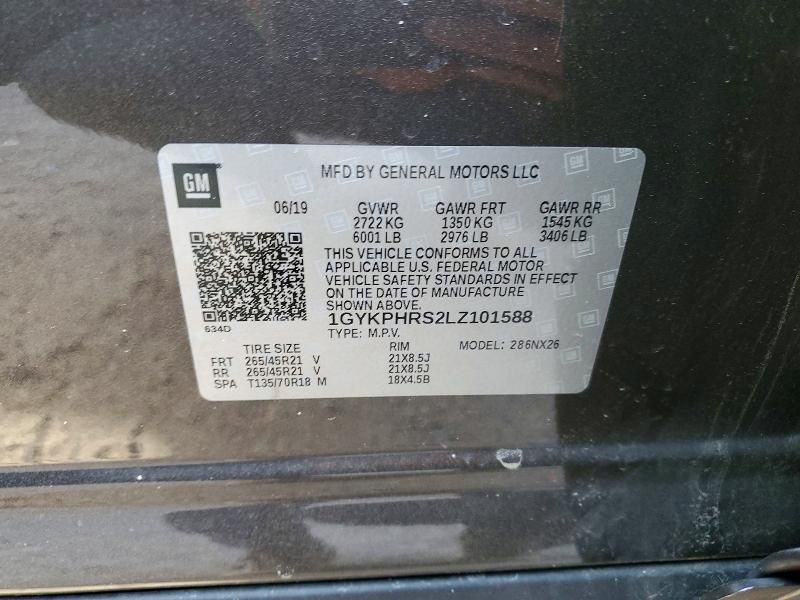 GM
MFD BY GENERAL MOTORS LLC
06/19 GVWR GAWR FRT GAWR RR
2722 KG 1350 KG 1545 KG
6001 LB 2976 LB 3406 LB
THIS VEHICLE CONFORMS TO ALL
APPLICABLE U.S. FEDERAL MOTOR
VEHICLE SAFETY STANDARDS IN EFFECT
ON THE DATE OF MANUFACTURE
SHOWN ABOVE.
634D
1GYKPHRS2LZ101588
TYPE: M.P.V. MODEL: 286NX26
TIRE SIZE RIM
FRT 265/45R21 V 21X8.5J
RR 265/45R21 V 21X8.5J
SPA T135/70R18 M 18X4.5B